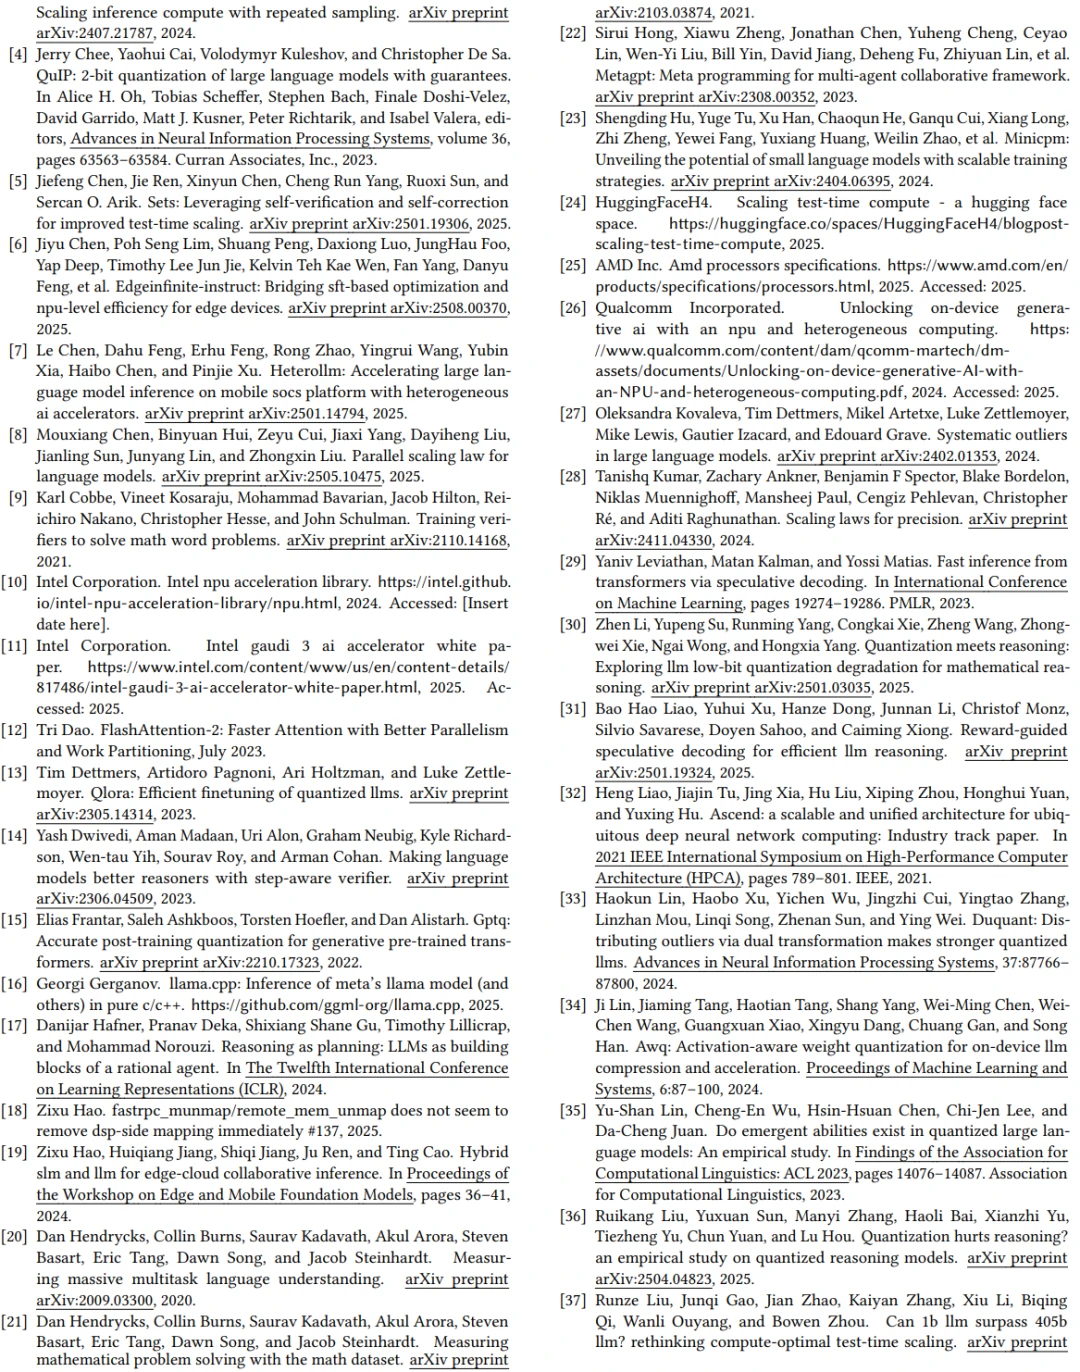 Scaling inference compute with repeated sampling. arXiv preprint
arXiv:2407.21787, 2024.
[4] Jerry Chee, Yaohui Cai, Volodymyr Kuleshov, and Christopher De Sa.
QuIP: 2-bit quantization of large language models with guarantees.
In Alice H. Oh, Tobias Scheffer, Stephen Bach, Finale Doshi-Velez,
David Garrido, Matt J. Kusner, Peter Richtarik, and Isabel Valera, edi-
tors, Advances in Neural Information Processing Systems, volume 36,
pages 63563–63584. Curran Associates, Inc., 2023.
[5] Jiefeng Chen, Jie Ren, Xinyun Chen, Cheng Run Yang, Ruoxi Sun, and
Sercan O. Arik. Sets: Leveraging self-verification and self-correction
for improved test-time scaling. arXiv preprint arXiv:2501.19306, 2025.
[6] Jiyu Chen, Poh Seng Lim, Shuang Peng, Daxiong Luo, JungHau Foo,
Yap Deep, Timothy Lee Jun Jie, Kelvin Teh Kae Wen, Fan Yang, Danyu
Feng, et al. Edgeinfinite-instruct: Bridging sft-based optimization and
npu-level efficiency for edge devices. arXiv preprint arXiv:2508.00370,
2025.
[7] Le Chen, Dahu Feng, Erhu Feng, Rong Zhao, Yingrui Wang, Yubin
Xia, Haibo Chen, and Pinjie Xu. Heterollm: Accelerating large lan-
guage model inference on mobile socs platform with heterogeneous
ai accelerators. arXiv preprint arXiv:2501.14794, 2025.
[8] Mouxiang Chen, Binyuan Hui, Zeyu Cui, Jiaxi Yang, Dayiheng Liu,
Jianling Sun, Junyang Lin, and Zhongxin Liu. Parallel scaling law for
language models. arXiv preprint arXiv:2505.10475, 2025.
[9] Karl Cobbe, Vineet Kosaraju, Mohammad Bavarian, Jacob Hilton, Rei-
ichiro Nakano, Christopher Hesse, and John Schulman. Training veri-
fiers to solve math word problems. arXiv preprint arXiv:2110.14168,
2021.
[10] Intel Corporation. Intel npu acceleration library. https://intel.github.
io/intel-npu-acceleration-library/npu.html, 2024. Accessed: [Insert
date here].
[11] Intel Corporation. Intel gaudi 3 ai accelerator white pa-
per. https://www.intel.com/content/www/us/en/content-details/
817486/intel-gaudi-3-ai-accelerator-white-paper.html, 2025. Ac-
cessed: 2025.
[12] Tri Dao. FlashAttention-2: Faster Attention with Better Parallelism
and Work Partitioning, July 2023.
[13] Tim Dettmers, Artidoro Pagnoni, Ari Holtzman, and Luke Zettle-
moyer. Qlora: Efficient finetuning of quantized llms. arXiv preprint
arXiv:2305.14314, 2023.
[14] Yash Dwivedi, Aman Madaan, Uri Alon, Graham Neubig, Kyle Richard-
son, Wen-tau Yih, Sourav Roy, and Arman Cohan. Making language
models better reasoners with step-aware verifier. arXiv preprint
arXiv:2306.04509, 2023.
[15] Elias Frantar, Saleh Ashkboos, Torsten Hoefler, and Dan Alistarh. Gptq:
Accurate post-training quantization for generative pre-trained trans-
formers. arXiv preprint arXiv:2210.17323, 2022.
[16] Georgi Gerganov. llama.cpp: Inference of meta's llama model (and
others) in pure c/c++. https://github.com/ggml-org/llama.cpp, 2025.
[17] Danijar Hafner, Pranav Deka, Shixiang Shane Gu, Timothy Lillicrap,
and Mohammad Norouzi. Reasoning as planning: LLMs as building
blocks of a rational agent. In The Twelfth International Conference
on Learning Representations (ICLR), 2024.
[18] Zixu Hao. fastrpc_munmap/remote_mem_unmap does not seem to
remove dsp-side mapping immediately #137, 2025.
[19] Zixu Hao, Huiqiang Jiang, Shiqi Jiang, Ju Ren, and Ting Cao. Hybrid
slm and llm for edge-cloud collaborative inference. In Proceedings of
the Workshop on Edge and Mobile Foundation Models, pages 36–41,
2024.
[20] Dan Hendrycks, Collin Burns, Saurav Kadavath, Akul Arora, Steven
Basart, Eric Tang, Dawn Song, and Jacob Steinhardt. Measur-
ing massive multitask language understanding. arXiv preprint
arXiv:2009.03300, 2020.
[21] Dan Hendrycks, Collin Burns, Saurav Kadavath, Akul Arora, Steven
Basart, Eric Tang, Dawn Song, and Jacob Steinhardt. Measuring
mathematical problem solving with the math dataset. arXiv preprint
arXiv:2103.03874, 2021.
[22] Sirui Hong, Xiawu Zheng, Jonathan Chen, Yuheng Cheng, Ceyao
Lin, Wen-Yi Liu, Bill Yin, David Jiang, Deheng Fu, Zhiyuan Lin, et al.
Metagpt: Meta programming for multi-agent collaborative framework.
arXiv preprint arXiv:2308.00352, 2023.
[23] Shengding Hu, Yuge Tu, Xu Han, Chaoqun He, Ganqu Cui, Xiang Long,
Zhi Zheng, Yewei Fang, Yuxiang Huang, Weilin Zhao, et al. Minicpm:
Unveiling the potential of small language models with scalable training
strategies. arXiv preprint arXiv:2404.06395, 2024.
[24] HuggingFaceH4. Scaling test-time compute - a hugging face
space. https://huggingface.co/spaces/HuggingFaceH4/blogpost-
scaling-test-time-compute, 2025.
[25] AMD Inc. Amd processors specifications. https://www.amd.com/en/
products/specifications/processors.html, 2025. Accessed: 2025.
[26] Qualcomm Incorporated. Unlocking on-device genera-
tive ai with an npu and heterogeneous computing. https:
//www.qualcomm.com/content/dam/qcomm-martech/dm-
assets/documents/Unlocking-on-device-generative-AI-with-
an-NPU-and-heterogeneous-computing.pdf, 2024. Accessed: 2025.
[27] Oleksandra Kovaleva, Tim Dettmers, Mikel Artetxe, Luke Zettlemoyer,
Mike Lewis, Gautier Izacard, and Edouard Grave. Systematic outliers
in large language models. arXiv preprint arXiv:2402.01353, 2024.
[28] Tanishq Kumar, Zachary Ankner, Benjamin F Spector, Blake Bordelon,
Niklas Muennighoff, Mansheej Paul, Cengiz Pehlevan, Christopher
Ré, and Aditi Raghunathan. Scaling laws for precision. arXiv preprint
arXiv:2411.04330, 2024.
[29] Yaniv Leviathan, Matan Kalman, and Yossi Matias. Fast inference from
transformers via speculative decoding. In International Conference
on Machine Learning, pages 19274–19286. PMLR, 2023.
[30] Zhen Li, Yupeng Su, Runming Yang, Congkai Xie, Zheng Wang, Zhong-
wei Xie, Ngai Wong, and Hongxia Yang. Quantization meets reasoning:
Exploring llm low-bit quantization degradation for mathematical rea-
soning. arXiv preprint arXiv:2501.03035, 2025.
[31] Bao Hao Liao, Yuhui Xu, Hanze Dong, Junnan Li, Christof Monz,
Silvio Savarese, Doyen Sahoo, and Caiming Xiong. Reward-guided
speculative decoding for efficient llm reasoning. arXiv preprint
arXiv:2501.19324, 2025.
[32] Heng Liao, Jiajin Tu, Jing Xia, Hu Liu, Xiping Zhou, Honghui Yuan,
and Yuxing Hu. Ascend: a scalable and unified architecture for ubiq-
uitous deep neural network computing: Industry track paper. In
2021 IEEE International Symposium on High-Performance Computer
Architecture (HPCA), pages 789–801. IEEE, 2021.
[33] Haokun Lin, Haobo Xu, Yichen Wu, Jingzhi Cui, Yingtao Zhang,
Linzhan Mou, Linqi Song, Zhenan Sun, and Ying Wei. Duquant: Dis-
tributing outliers via dual transformation makes stronger quantized
llms. Advances in Neural Information Processing Systems, 37:87766–
87800, 2024.
[34] Ji Lin, Jiaming Tang, Haotian Tang, Shang Yang, Wei-Ming Chen, Wei-
Chen Wang, Guangxuan Xiao, Xingyu Dang, Chuang Gan, and Song
Han. Awq: Activation-aware weight quantization for on-device llm
compression and acceleration. Proceedings of Machine Learning and
Systems, 6:87–100, 2024.
[35] Yu-Shan Lin, Cheng-En Wu, Hsin-Hsuan Chen, Chi-Jen Lee, and
Da-Cheng Juan. Do emergent abilities exist in quantized large lan-
guage models: An empirical study. In Findings of the Association for
Computational Linguistics: ACL 2023, pages 14076–14087. Association
for Computational Linguistics, 2023.
[36] Ruikang Liu, Yuxuan Sun, Manyi Zhang, Haoli Bai, Xianzhi Yu,
Tiezheng Yu, Chun Yuan, and Lu Hou. Quantization hurts reasoning?
an empirical study on quantized reasoning models. arXiv preprint
arXiv:2504.04823, 2025.
[37] Runze Liu, Junqi Gao, Jian Zhao, Kaiyan Zhang, Xiu Li, Biqing
Qi, Wanli Ouyang, and Bowen Zhou. Can 1b llm surpass 405b
llm? rethinking compute-optimal test-time scaling. arXiv preprint